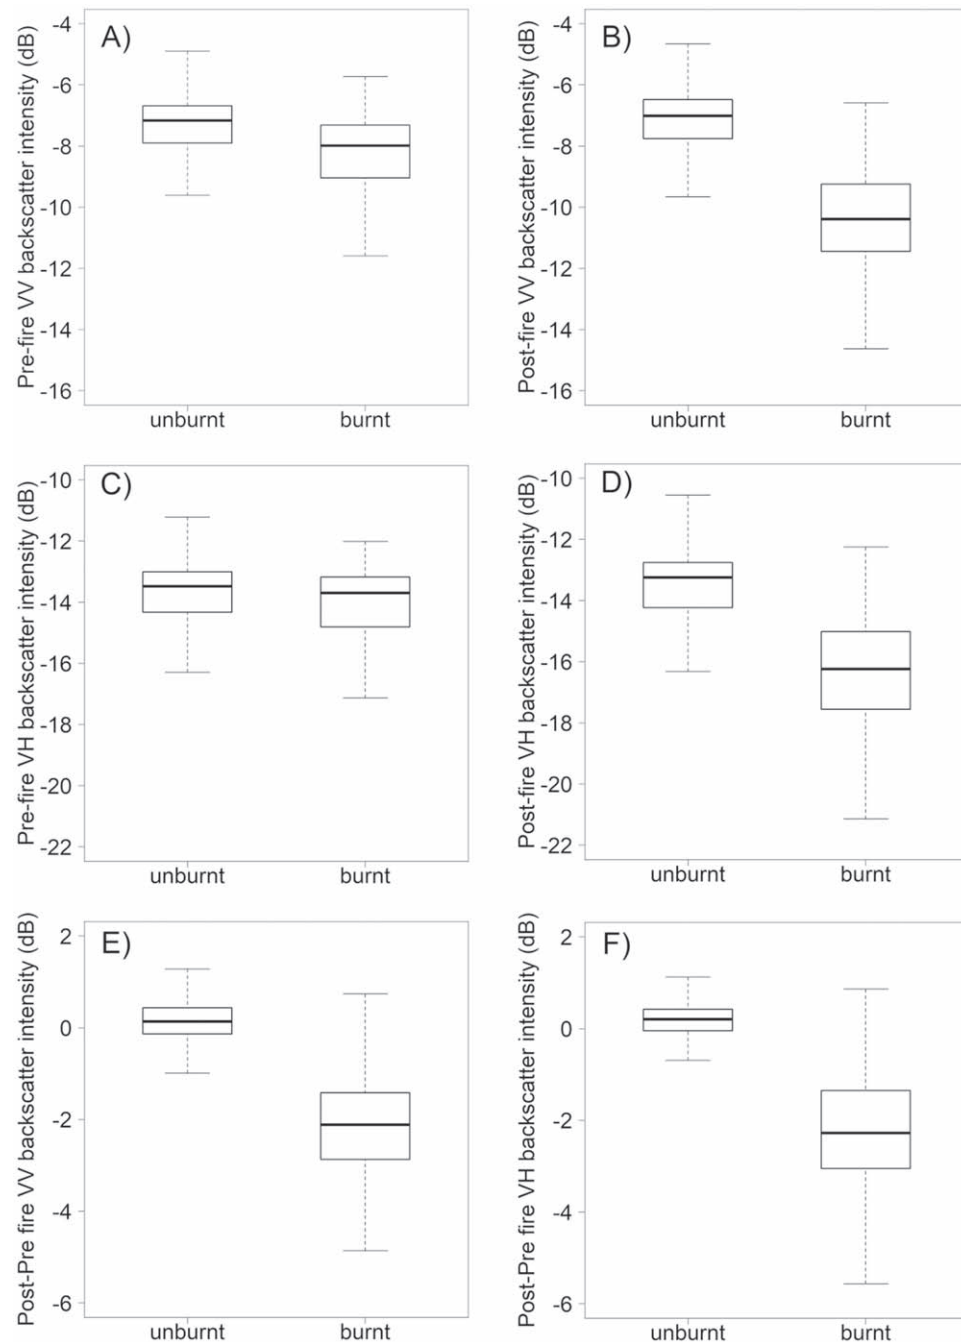 Pre-fire VV backscatter intensity (dB)
A)
-4
-6
-8
-10
-12
-14
-16
unburnt burnt
Post-fire VV backscatter intensity (dB)
B)
-4
-6
-8
-10
-12
-14
-16
unburnt burnt
Pre-fire VH backscatter intensity (dB)
C)
-10
-12
-14
-16
-18
-20
-22
unburnt burnt
Post-fire VH backscatter intensity (dB)
D)
-10
-12
-14
-16
-18
-20
-22
unburnt burnt
Post-Pre fire VV backscatter intensity (dB)
E)
2
0
-2
-4
-6
unburnt burnt
Post-Pre fire VH backscatter intensity (dB)
F)
2
0
-2
-4
-6
unburnt burnt